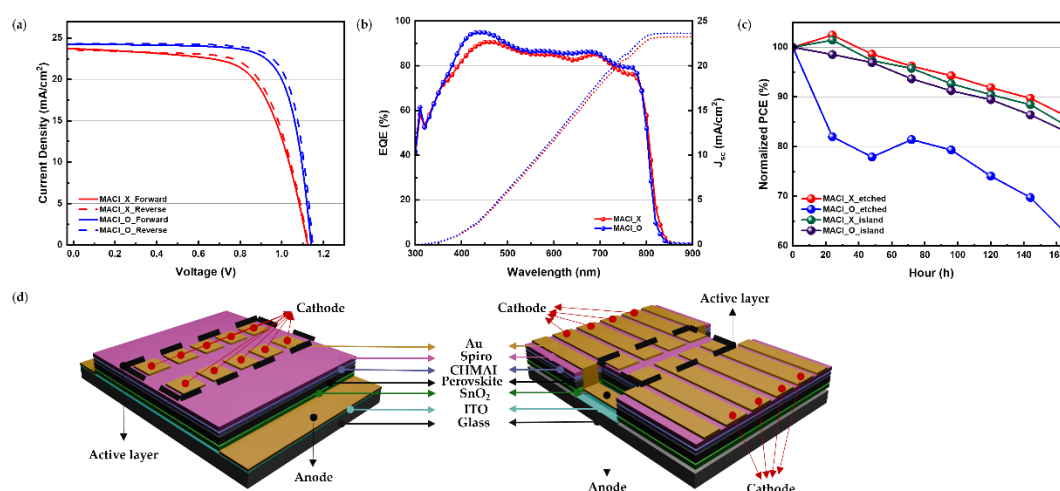 (a)
25
20
15
10
5
0
Current Density (mA/cm²)
MACl_X_Forward
MACl_X_Reverse
MACl_O_Forward
MACl_O_Reverse
0.0
0.2
0.4
0.6
0.8
1.0
1.2
Voltage (V)
(b)
100
80
60
40
20
0
EQE (%)
MACl_X
MACl_O
300
400
500
600
700
800
900
Wavelength (nm)
25
20
15
10
5
0
Jsc (mA/cm²)
(c)
100
90
80
70
60
Normalized PCE (%)
MACl_X_etched
MACl_O_etched
MACl_X_island
MACl_O_island
0
20
40
60
80
100
120
140
160
Hour (h)
(d)
Cathode
Active layer
Anode
Au
Spiro
CHMAI
Perovskite
SnO₂
ITO
Glass
Cathode
Active layer
Anode
Cathode